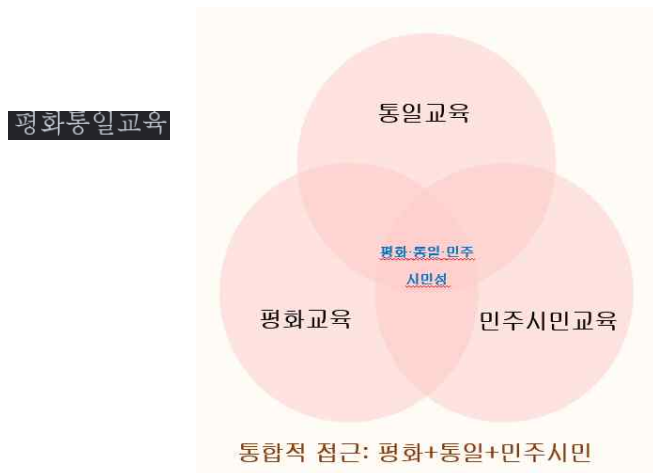 평화통일교육
통일교육
평화·통일·민주
시민성
평화교육
민주시민교육
통합적 접근: 평화+통일+민주시민